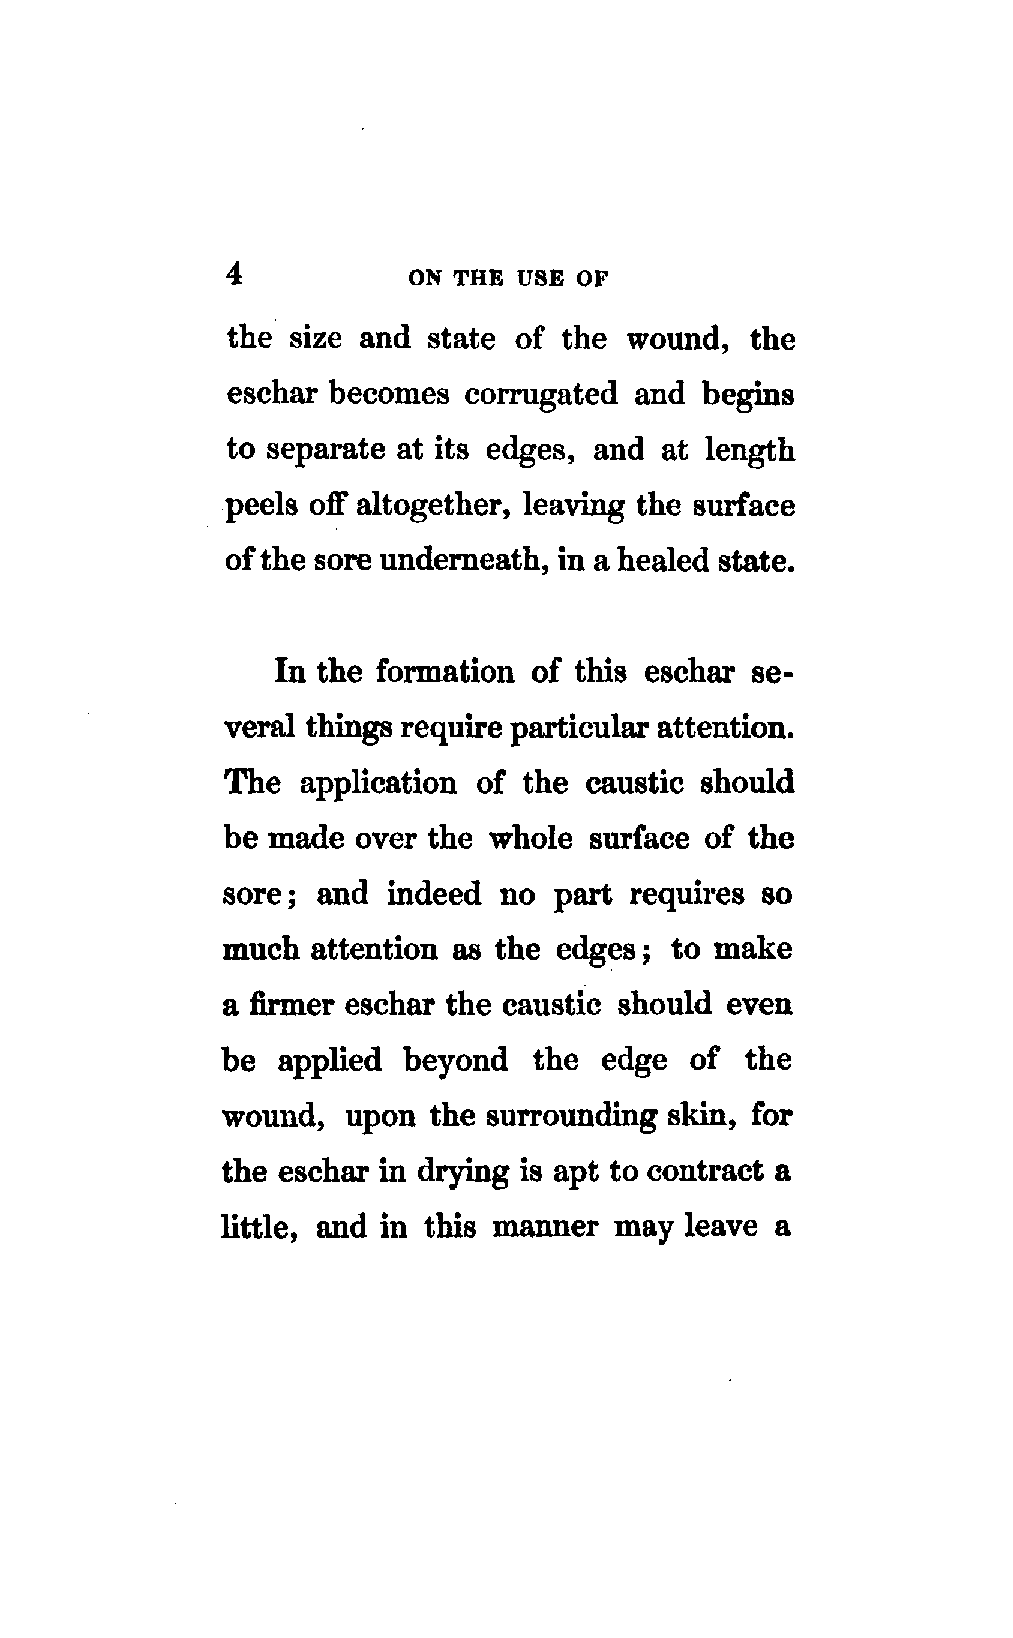 4 ON THE USE OF
the size and state of the wound, the
eschar becomes corrugated and begins
to separate at its edges, and at length
peels off altogether, leaving the surface
of the sore underneath, in a healed state.
In the formation of this eschar se-
veral things require particular attention.
The application of the caustic should
be made over the whole surface of the
sore; and indeed no part requires so
much attention as the edges; to make
a firmer eschar the caustic should even
be applied beyond the edge of the
wound, upon the surrounding skin, for
the eschar in drying is apt to contract a
little, and in this manner may leave a